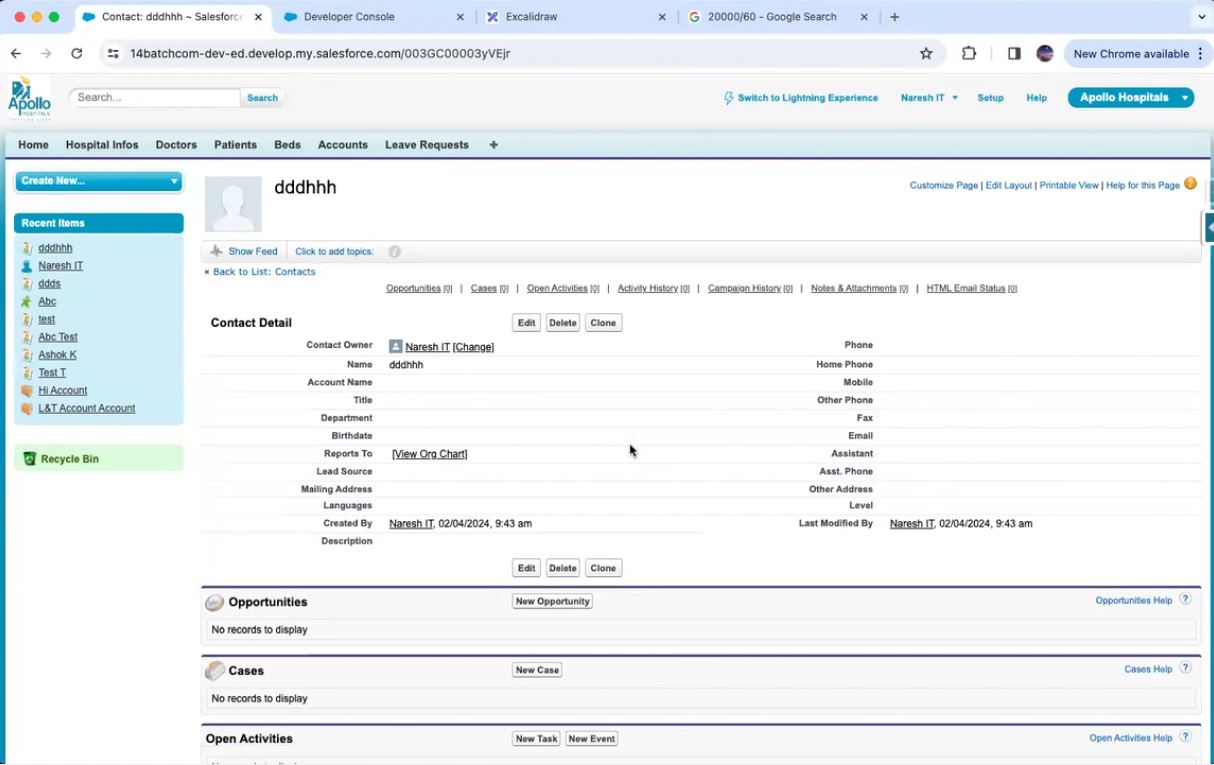 Contact: dddhhh ~ Salesforc
Developer Console
Excalidraw
20000/60 - Google Search
14batchcom-dev-ed.develop.my.salesforce.com/003GC00003yVEjr
New Chrome available
Apollo
HOSPITALS
Search...
Search
Switch to Lightning Experience
Naresh IT
Setup
Help
Apollo Hospitals
Home
Hospital Infos
Doctors
Patients
Beds
Accounts
Leave Requests
+
Create New...
Recent Items
dddhhh
Naresh IT
ddds
Abc
test
Abc Test
Ashok K
Test T
Hi Account
L&T Account Account
Recycle Bin
dddhhh
Customize Page | Edit Layout | Printable View | Help for this Page ?
Show Feed
Click to add topics:
« Back to List: Contacts
Opportunities [0] | Cases [0] | Open Activities [0] | Activity History [0] | Campaign History [0] | Notes & Attachments [0] | HTML Email Status [0]
Contact Detail
Edit Delete Clone
Contact Owner Naresh IT [Change] Phone
Name dddhhh Home Phone
Account Name Mobile
Title Other Phone
Department Fax
Birthdate Email
Reports To [View Org Chart] Assistant
Lead Source Asst. Phone
Mailing Address Other Address
Languages Level
Created By Naresh IT, 02/04/2024, 9:43 am Last Modified By Naresh IT, 02/04/2024, 9:43 am
Description
Edit Delete Clone
Opportunities
New Opportunity
Opportunities Help ?
No records to display
Cases
New Case
Cases Help ?
No records to display
Open Activities
New Task New Event
Open Activities Help ?